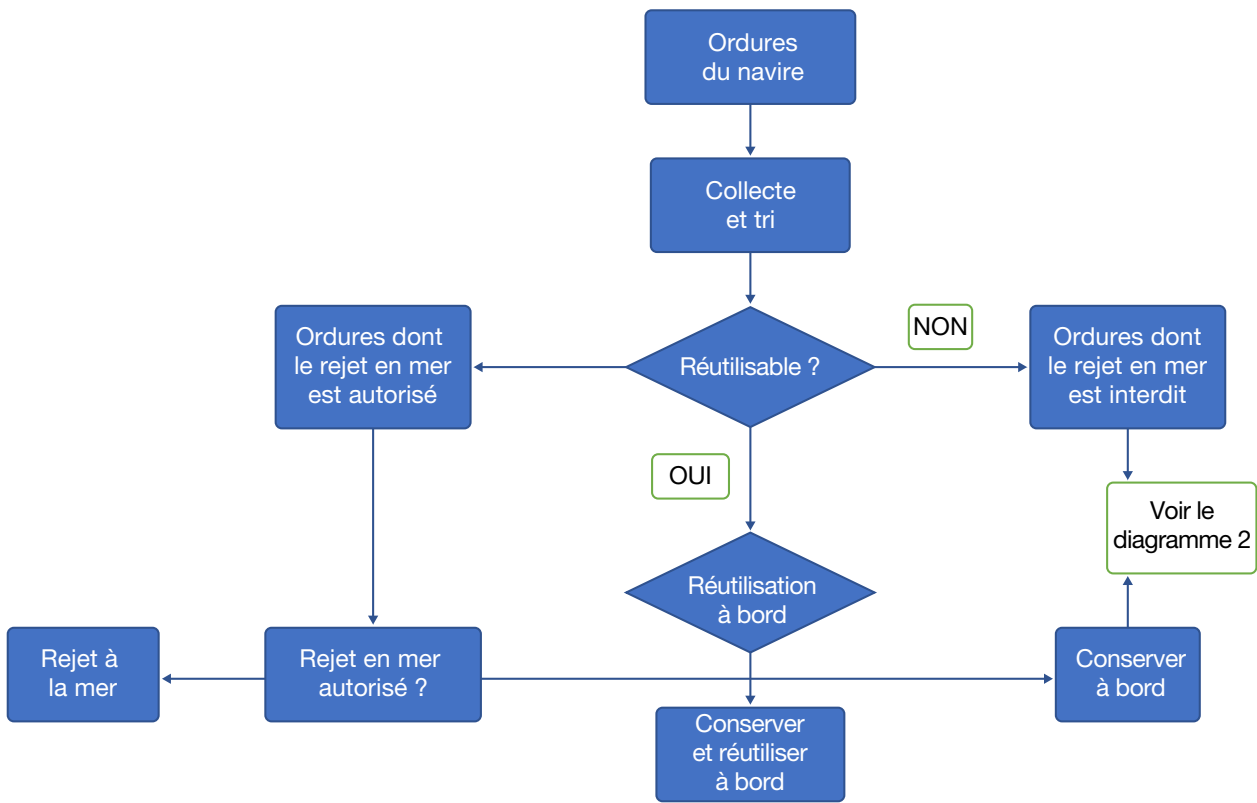 Ordures
du navire
Collecte
et tri
Ordures dont
le rejet en mer
est autorisé
Réutilisable ?
NON
Ordures dont
le rejet en mer
est interdit
OUI
Voir le
diagramme 2
Réutilisation
à bord
Rejet à
la mer
Rejet en mer
autorisé ?
Conserver
à bord
Conserver
et réutiliser
à bord